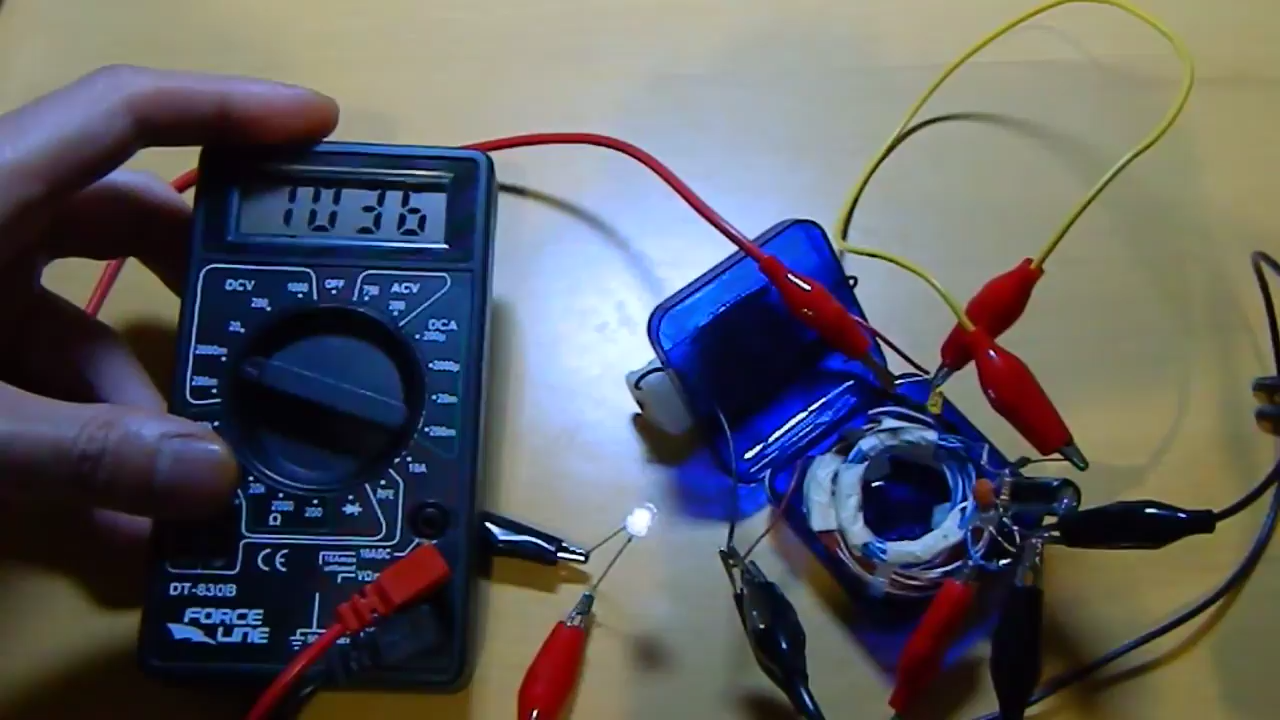 1036
DCV 1000 OFF 750 ACV
200 200
DCA
20 200µ
2000m 2000µ
200m 20m
200m
10A
20k 2000 200 hFE
Ω
CE 10ADC
VΩ
DT-830B
FORCE
LINE